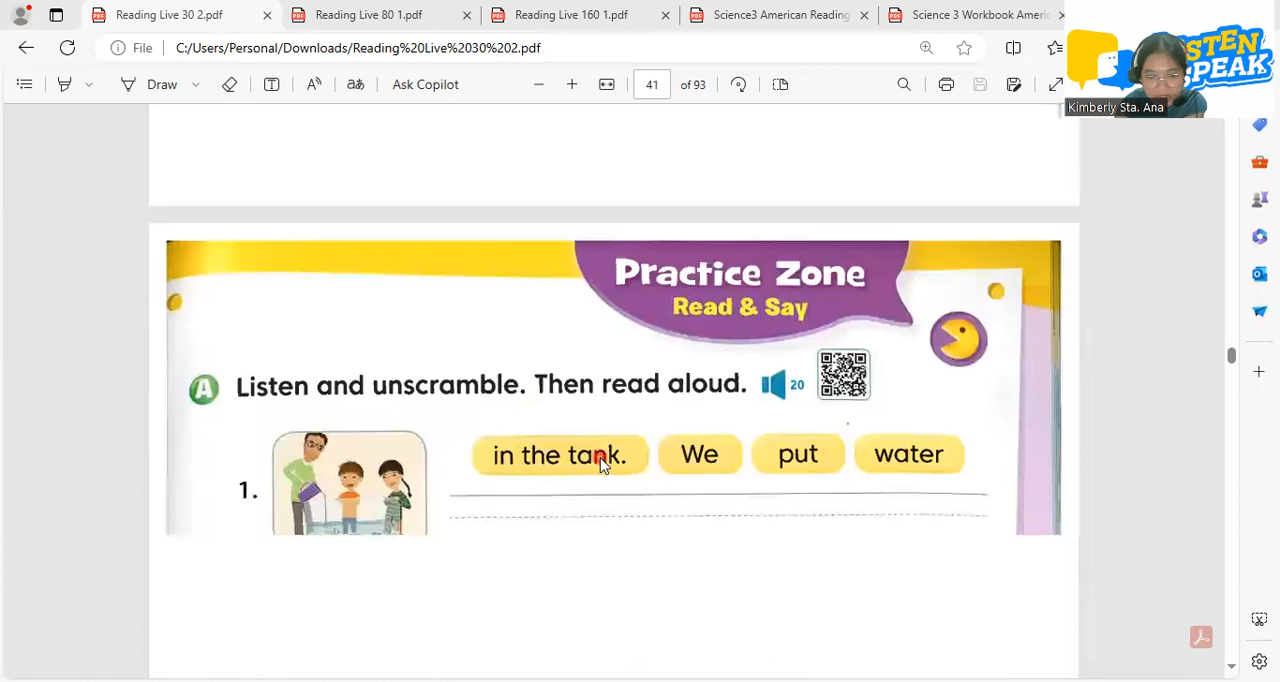 Reading Live 30 2.pdf
Reading Live 80 1.pdf
Reading Live 160 1.pdf
Science3 American Reading
Science 3 Workbook Ameri
File
C:/Users/Personal/Downloads/Reading%20Live%2030%202.pdf
Draw
Ask Copilot
41
of 93
SPEAK
Kimberly Sta. Ana
Practice Zone
Read & Say
A Listen and unscramble. Then read aloud. 20
in the tank. We put water
1.